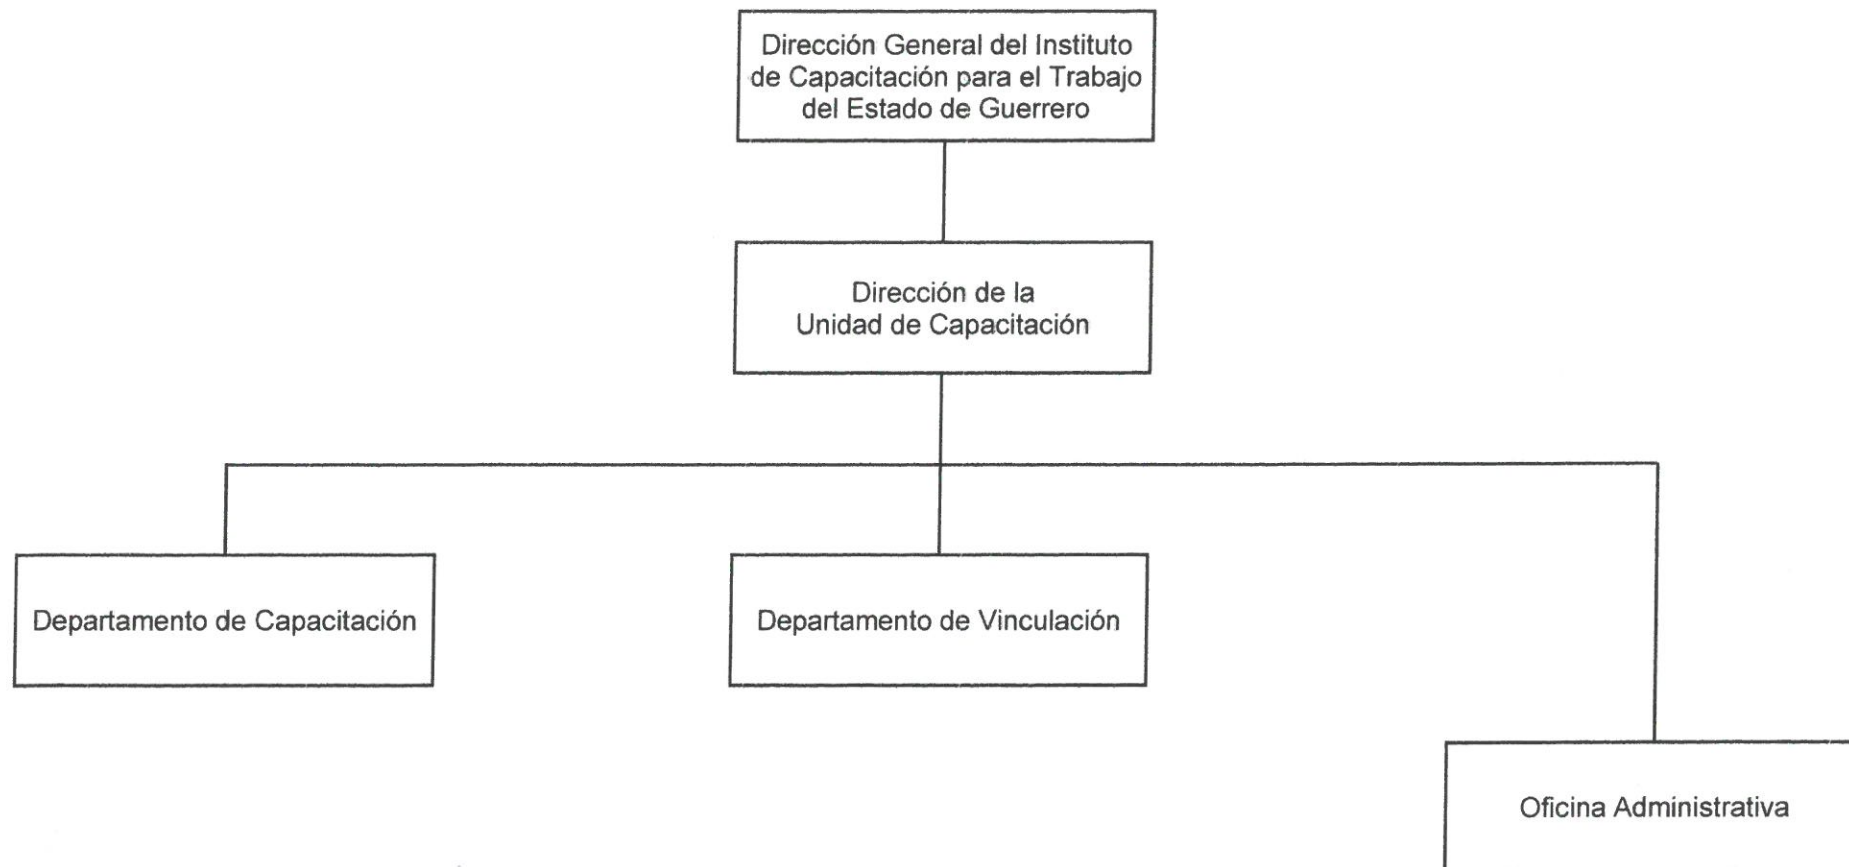 Dirección General del Instituto
de Capacitación para el Trabajo
del Estado de Guerrero
Dirección de la
Unidad de Capacitación
Departamento de Capacitación
Departamento de Vinculación
Oficina Administrativa